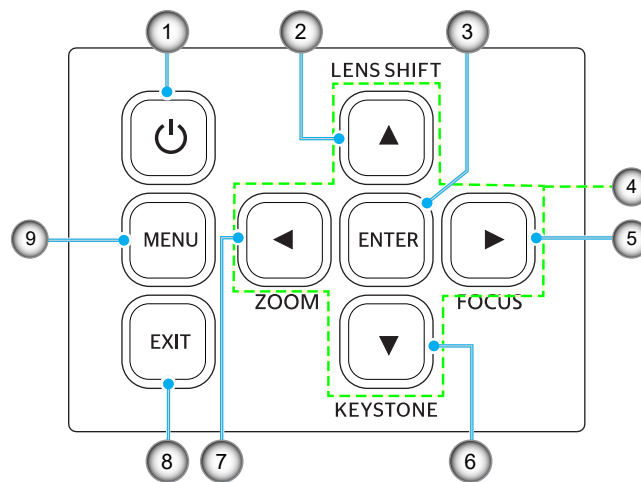 1
2
3
LENS SHIFT
4
9
MENU
ENTER
5
ZOOM
FOCUS
EXIT
KEYSTONE
8
7
6